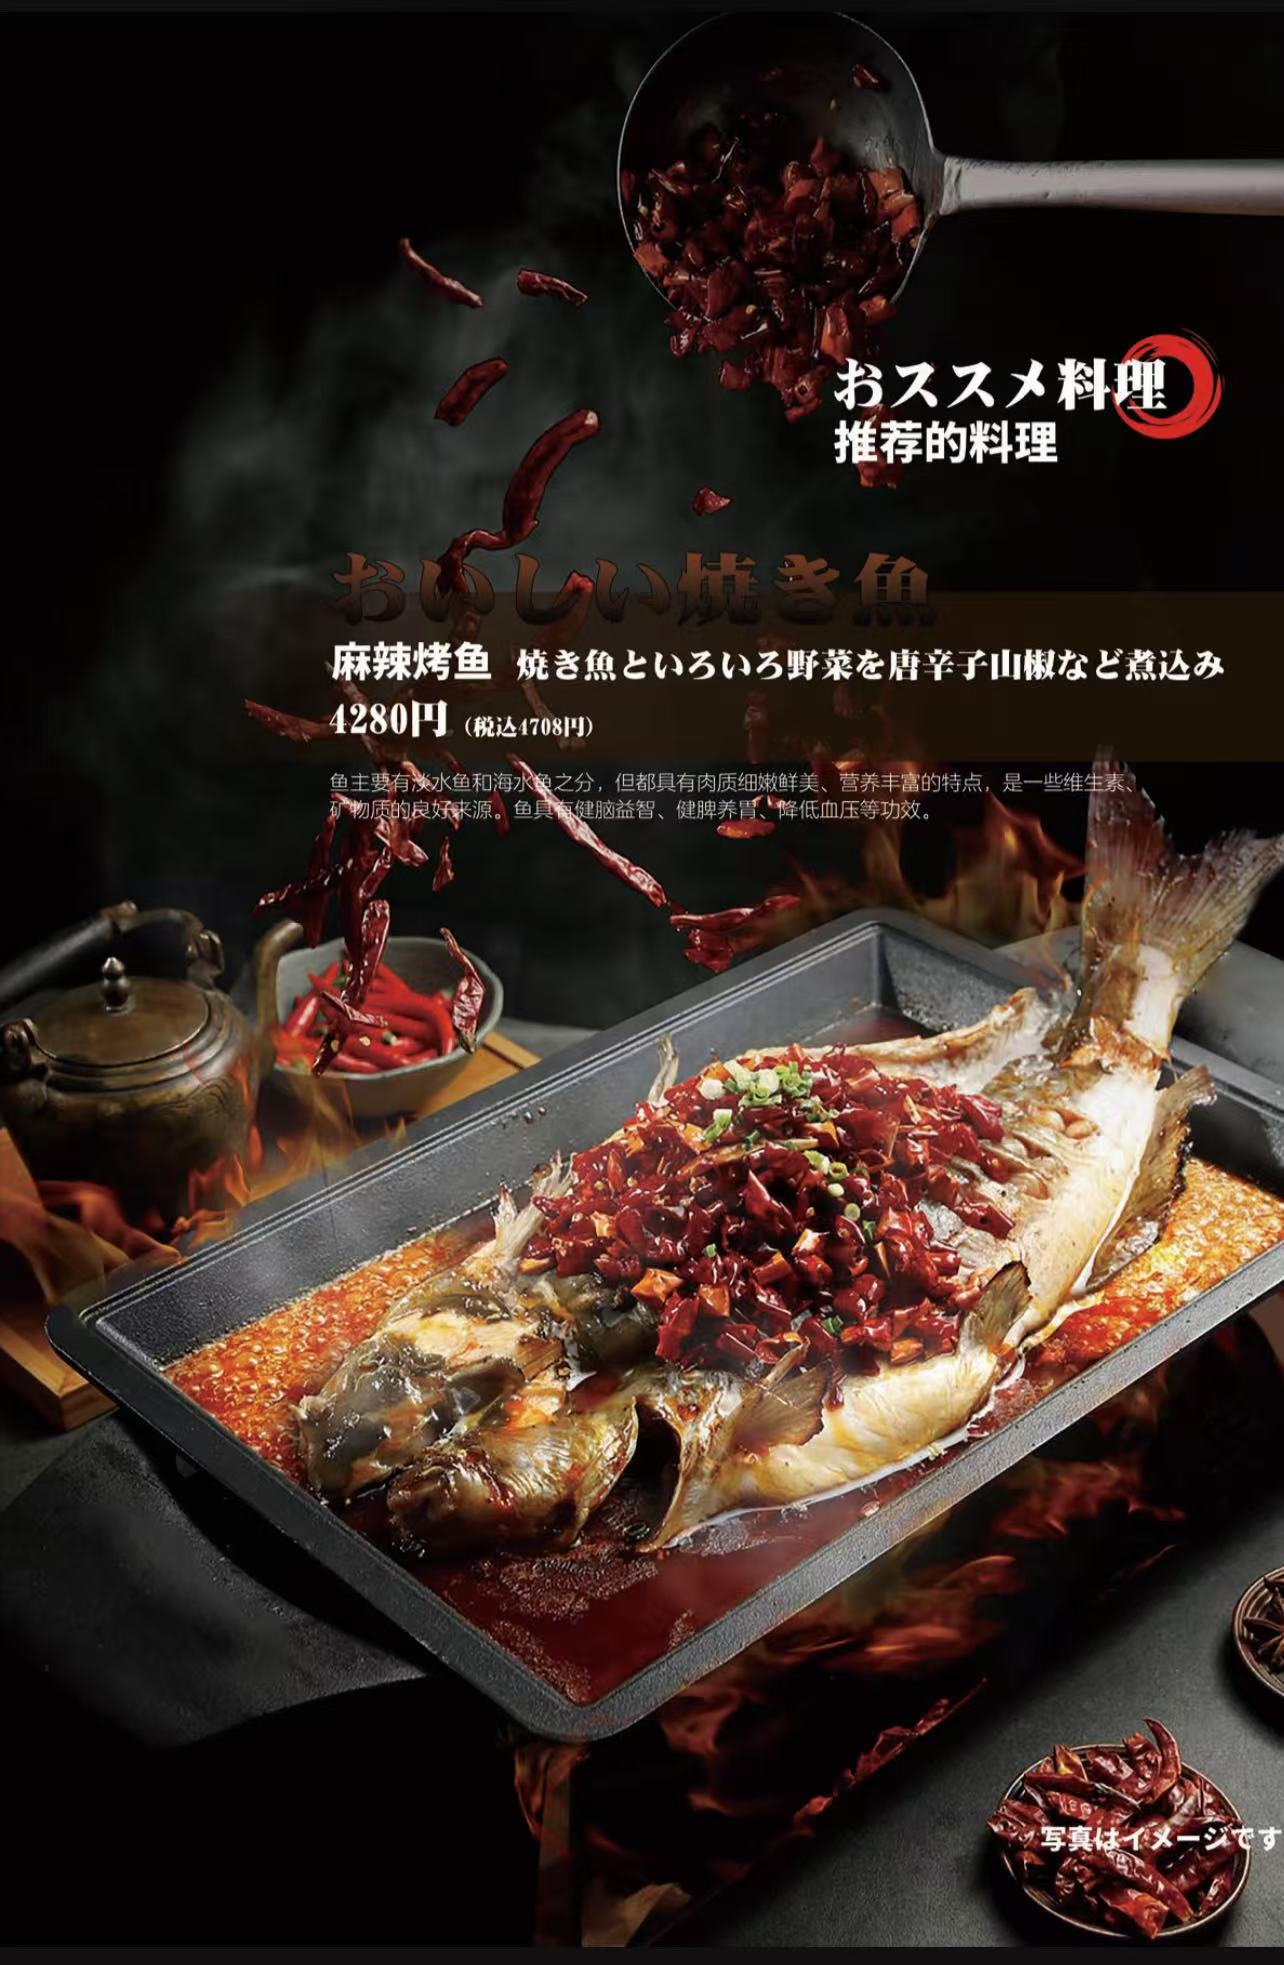 おススメ料理
推荐的料理
おいしい焼き魚
麻辣烤鱼 焼き魚といろいろ野菜を唐辛子山椒など煮込み
4280円（税込4708円）
鱼主要有淡水鱼和海水鱼之分，但都具有肉质细嫩鲜美、营养丰富的特点，是一些维生素、
矿物质的良好来源。鱼具有健脑益智、健脾养胃、降低血压等功效。
写真はイメージです